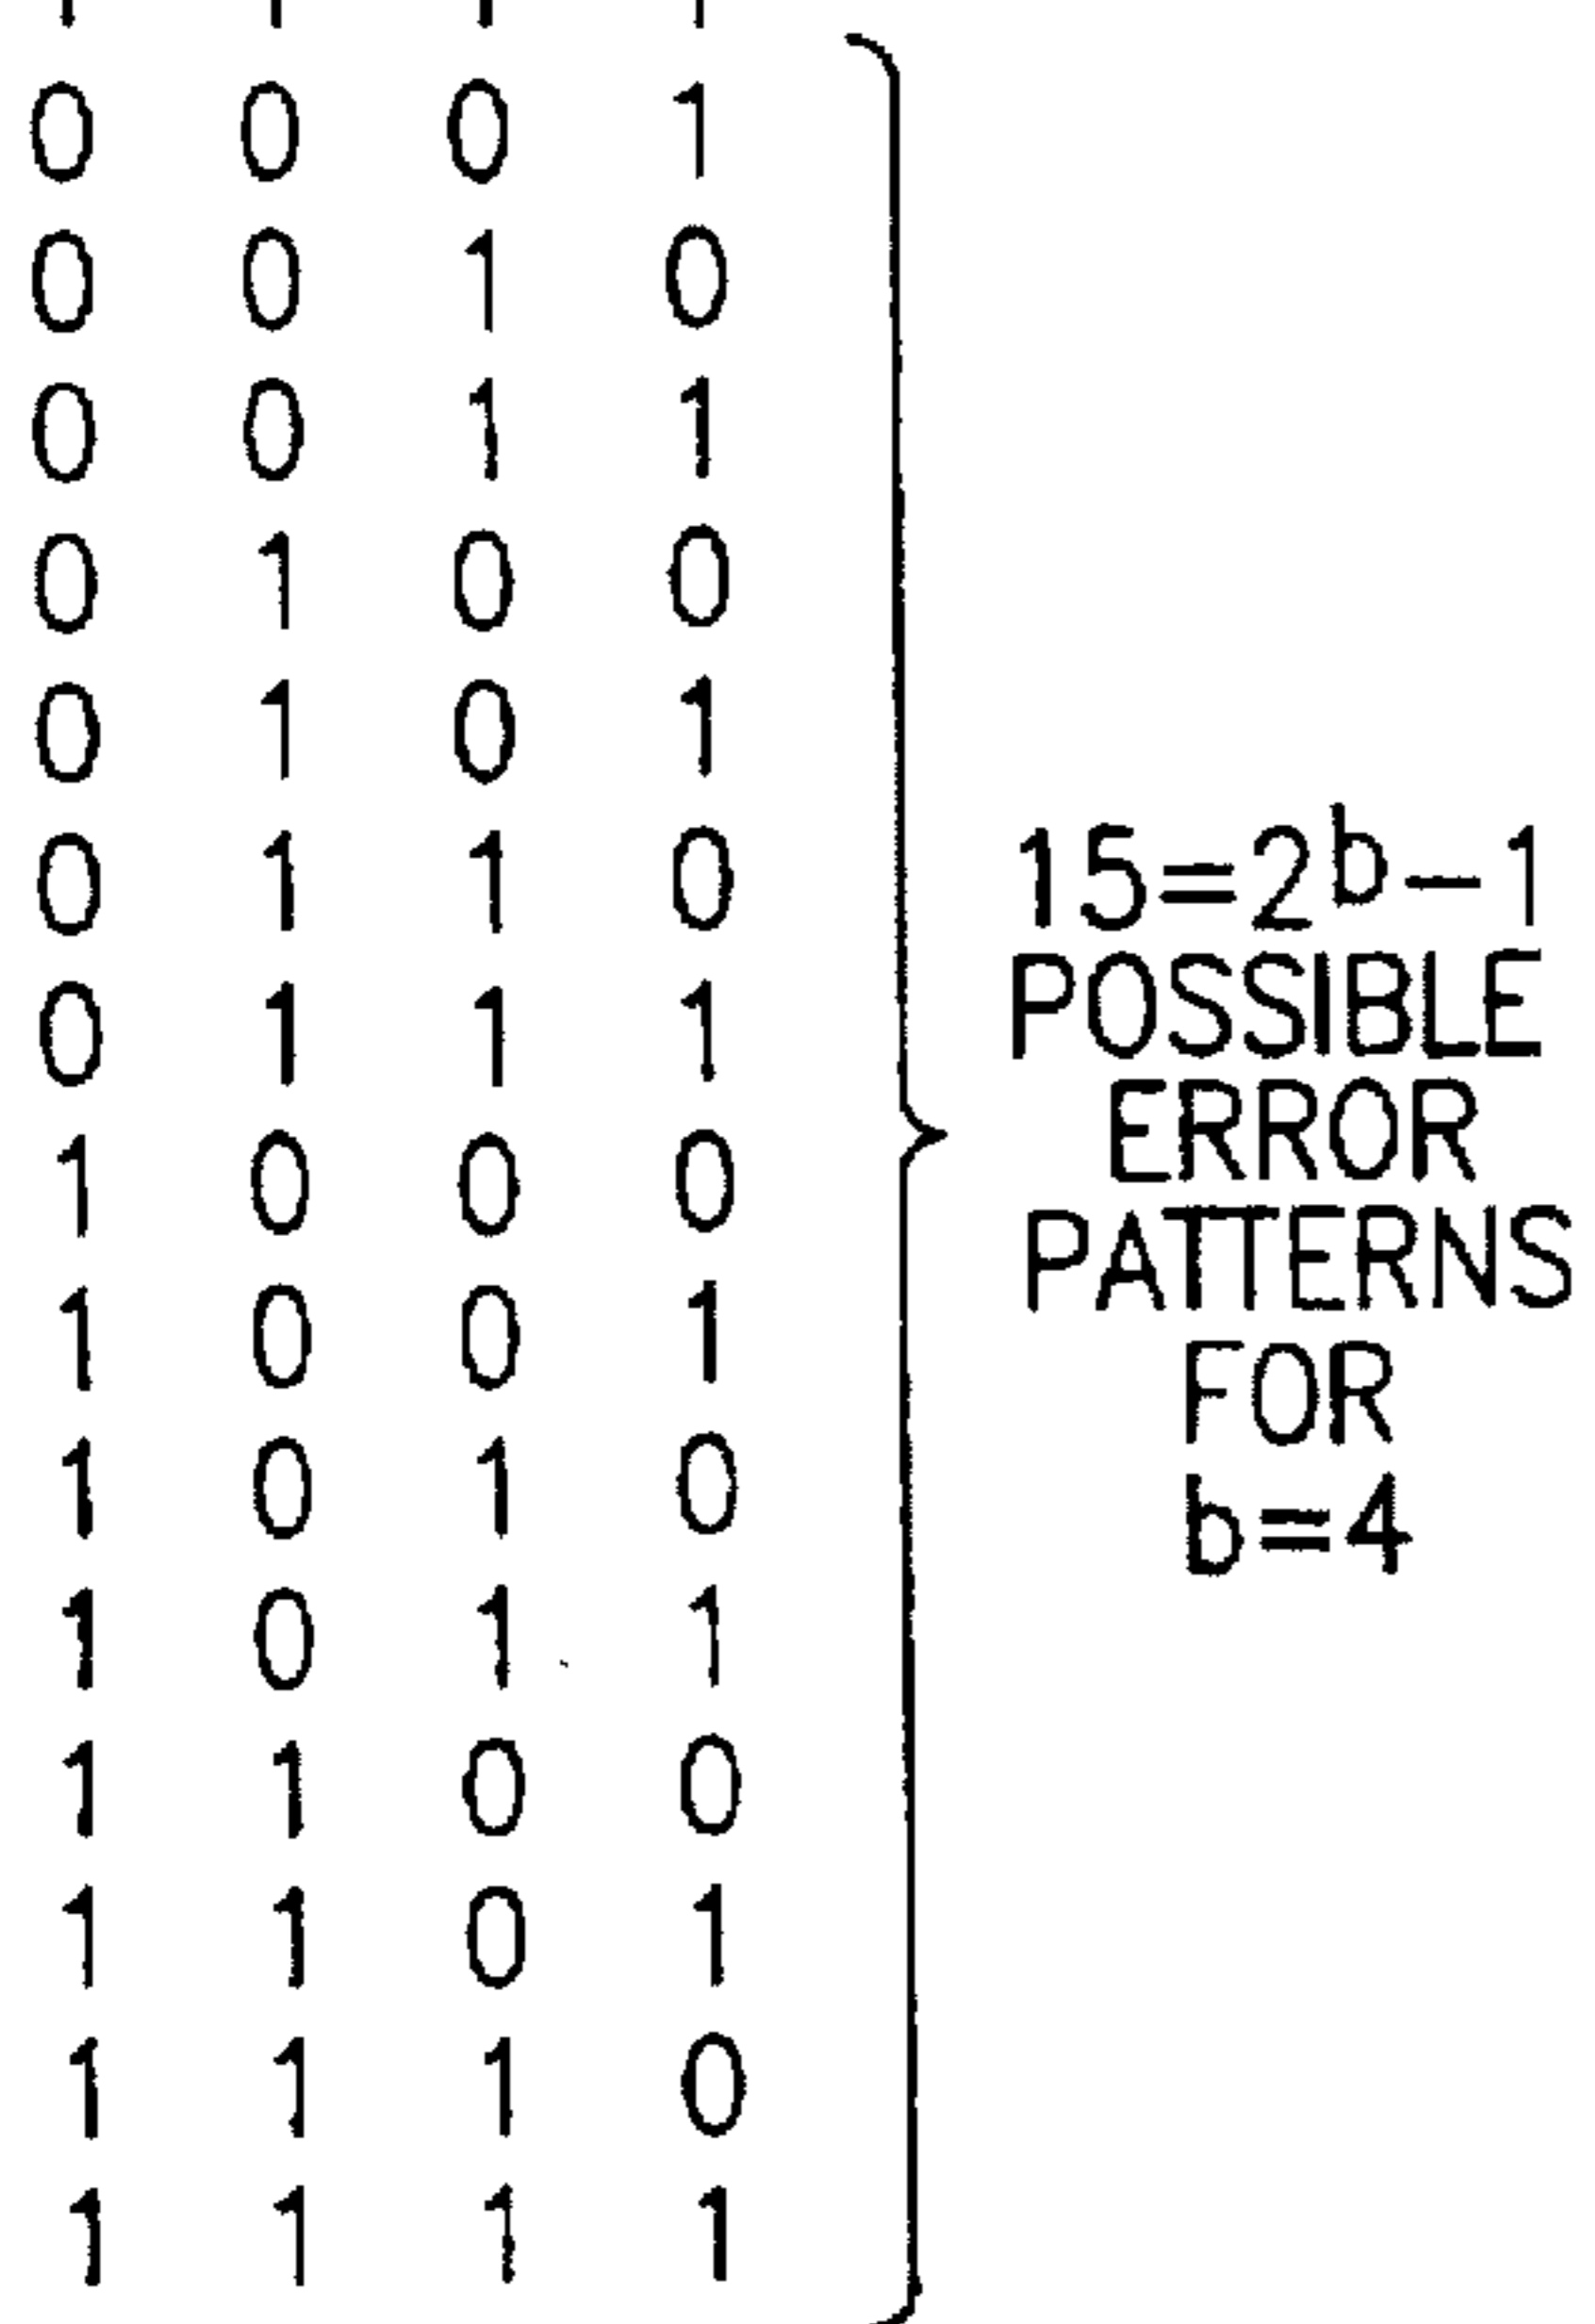 0 0 0 1
0 0 1 0
0 0 1 1
0 1 0 0
0 1 0 1
0 1 1 0
0 1 1 1
1 0 0 0
1 0 0 1
1 0 1 0
1 0 1 1
1 1 0 0
1 1 0 1
1 1 1 0
1 1 1 1
15=2ᵇ–1
POSSIBLE
ERROR
PATTERNS
FOR
b=4